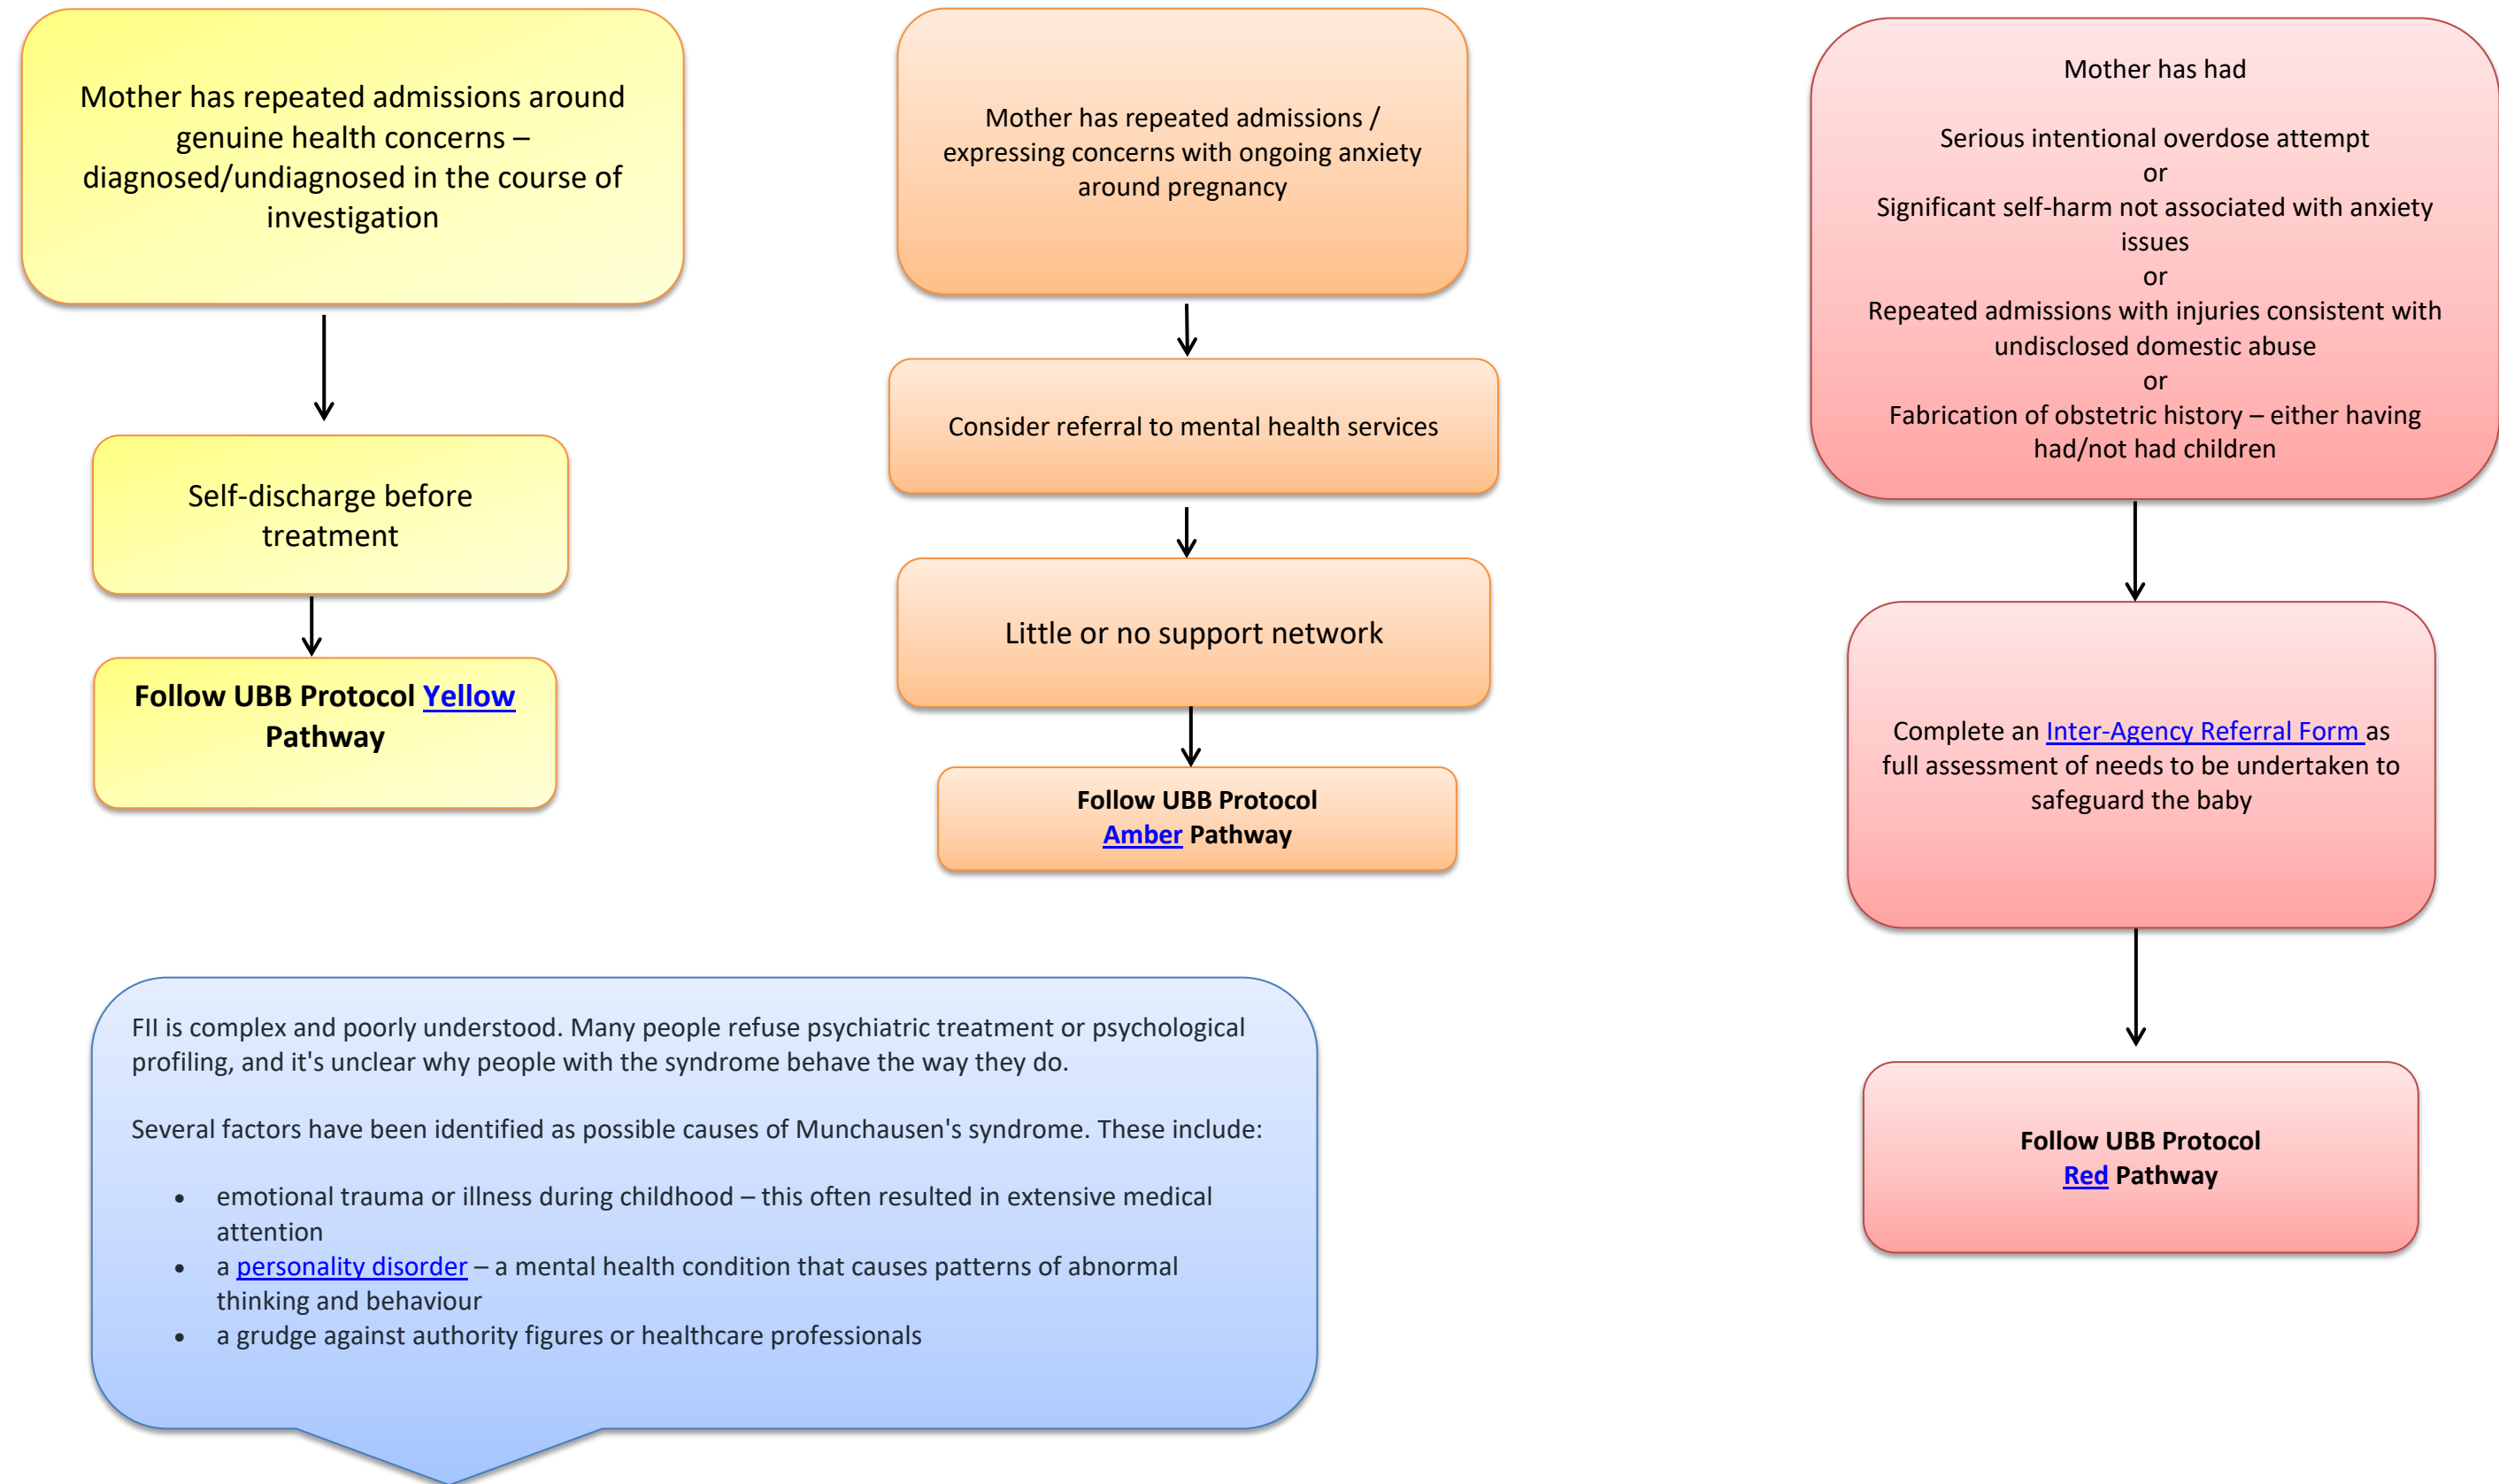 Mother has repeated admissions around
genuine health concerns –
diagnosed/undiagnosed in the course of
investigation
Self-discharge before
treatment
Follow UBB Protocol Yellow
Pathway
Mother has repeated admissions /
expressing concerns with ongoing anxiety
around pregnancy
Consider referral to mental health services
Little or no support network
Follow UBB Protocol
Amber Pathway
Mother has had
Serious intentional overdose attempt
or
Significant self-harm not associated with anxiety
issues
or
Repeated admissions with injuries consistent with
undisclosed domestic abuse
or
Fabrication of obstetric history – either having
had/not had children
Complete an Inter-Agency Referral Form as
full assessment of needs to be undertaken to
safeguard the baby
Follow UBB Protocol
Red Pathway
FII is complex and poorly understood. Many people refuse psychiatric treatment or psychological
profiling, and it's unclear why people with the syndrome behave the way they do.
Several factors have been identified as possible causes of Munchausen's syndrome. These include:
• emotional trauma or illness during childhood – this often resulted in extensive medical
attention
• a personality disorder – a mental health condition that causes patterns of abnormal
thinking and behaviour
• a grudge against authority figures or healthcare professionals